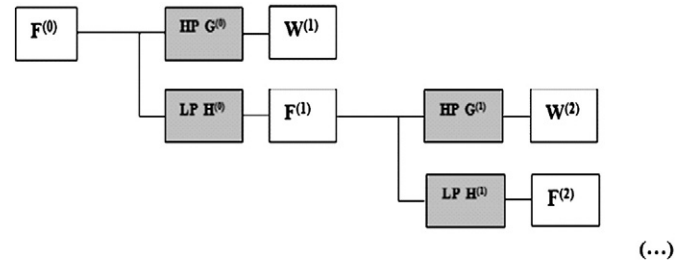 F(0)
HP G(0)
W(1)
LP H(0)
F(1)
HP G(1)
W(2)
LP H(1)
F(2)
(...)